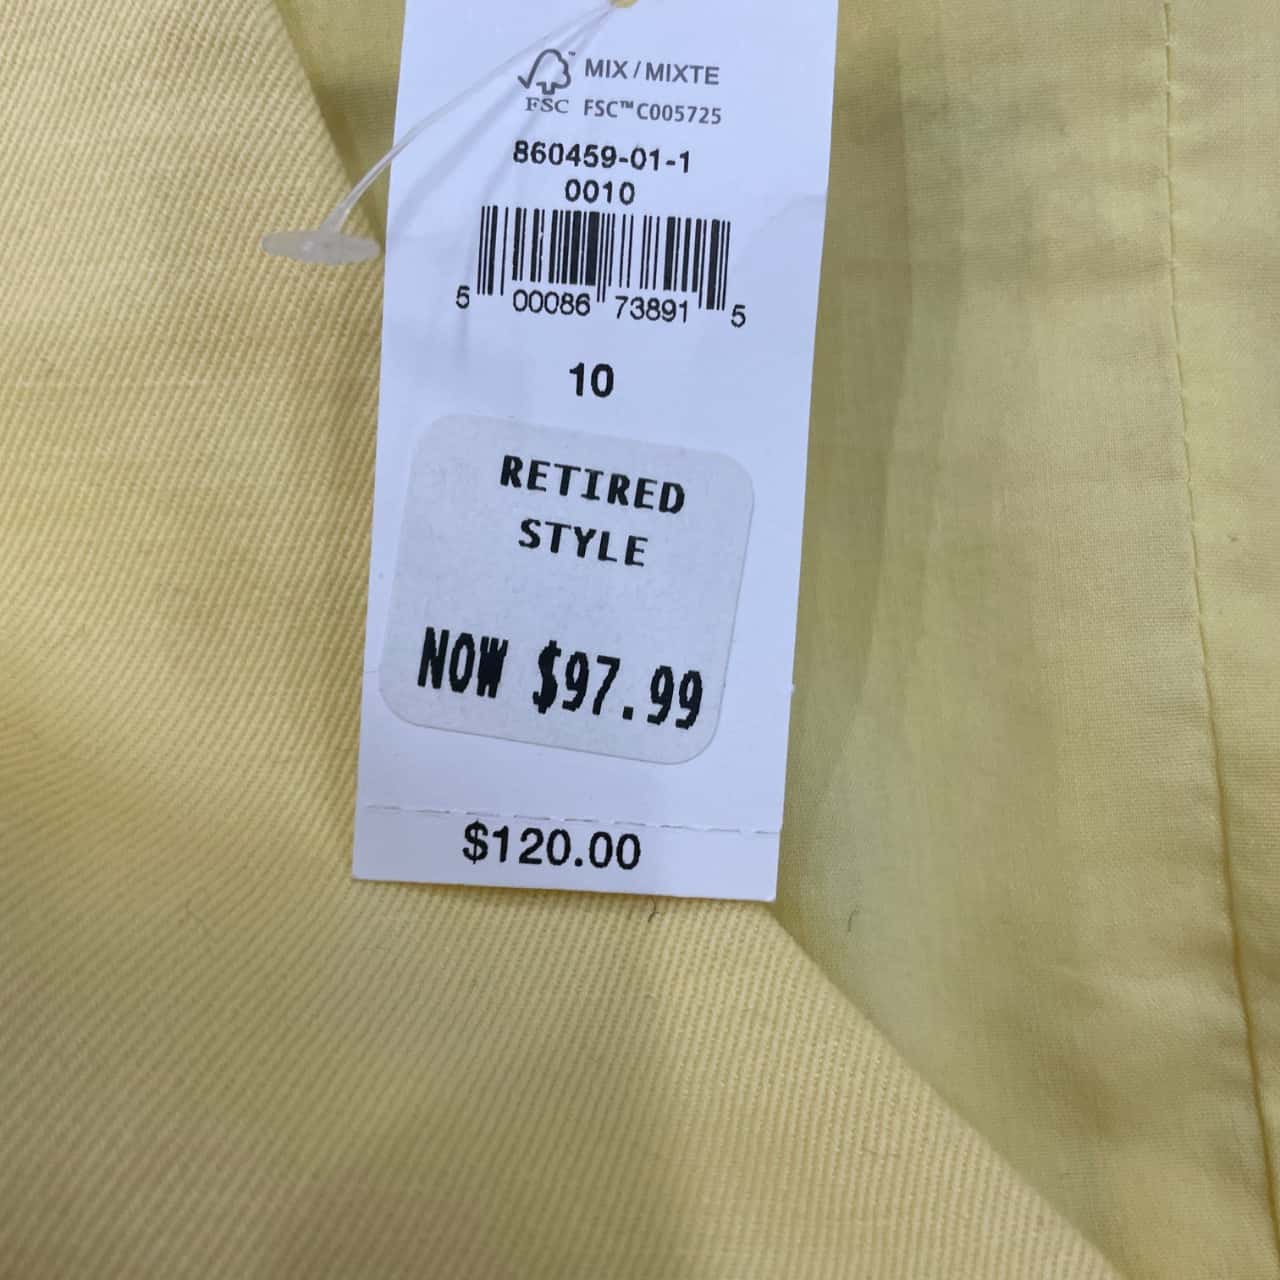 MIX / MIXTE
FSC FSC™ C005725
860459-01-1
0010
5 00086 73891 5
10
RETIRED
STYLE
NOW $97.99
$120.00